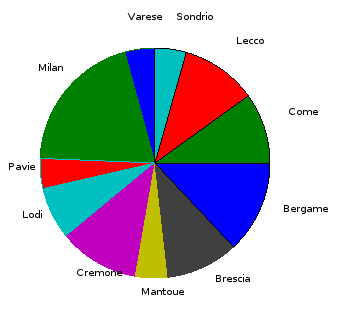 Varese Sondrio
Lecco
Milan
Come
Pavie
Lodi
Bergame
Cremone
Brescia
Mantoue